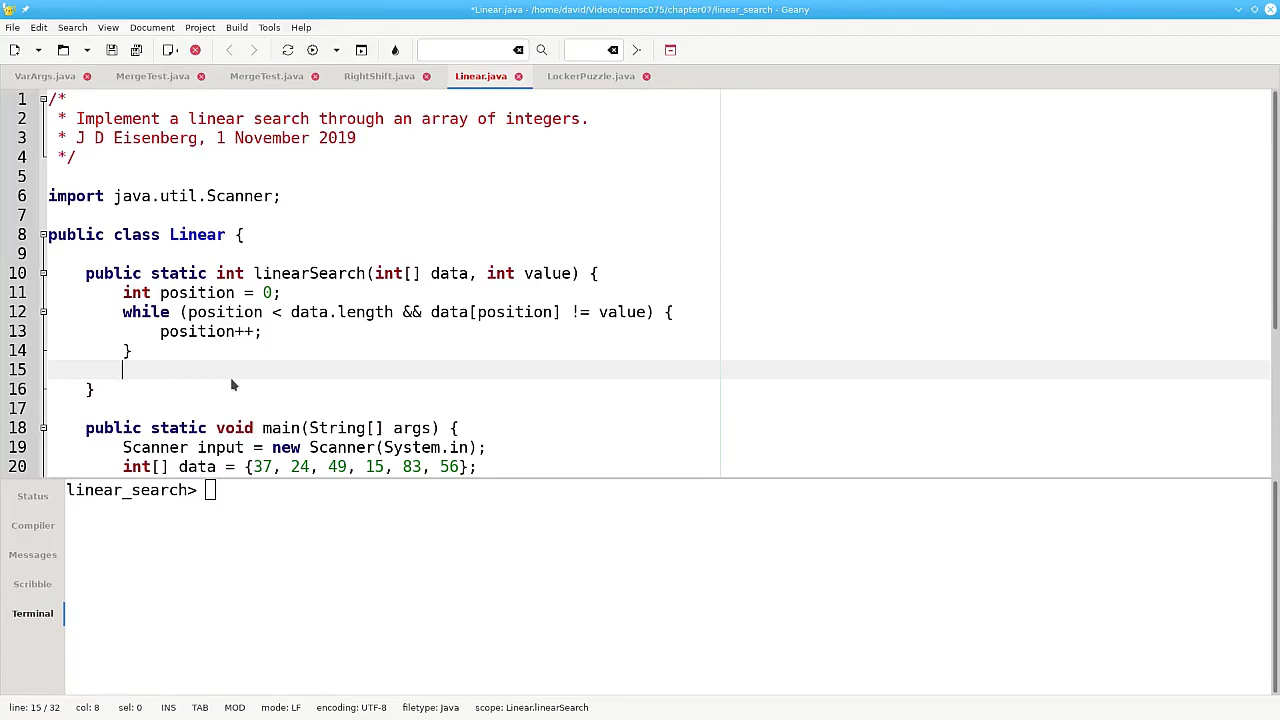 *Linear.java - /home/david/Videos/comsc075/chapter07/linear_search - Geany
File Edit Search View Document Project Build Tools Help
VarArgs.java MergeTest.java MergeTest.java RightShift.java Linear.java LockerPuzzle.java
1 /*
2  * Implement a linear search through an array of integers.
3  * J D Eisenberg, 1 November 2019
4  */
5
6 import java.util.Scanner;
7
8 public class Linear {
9
10     public static int linearSearch(int[] data, int value) {
11         int position = 0;
12         while (position < data.length && data[position] != value) {
13             position++;
14         }
15
16     }
17
18     public static void main(String[] args) {
19         Scanner input = new Scanner(System.in);
20         int[] data = {37, 24, 49, 15, 83, 56};
linear_search>
Status
Compiler
Messages
Scribble
Terminal
line: 15 / 32 col: 8 sel: 0 INS TAB MOD mode: LF encoding: UTF-8 filetype: Java scope: Linear.linearSearch